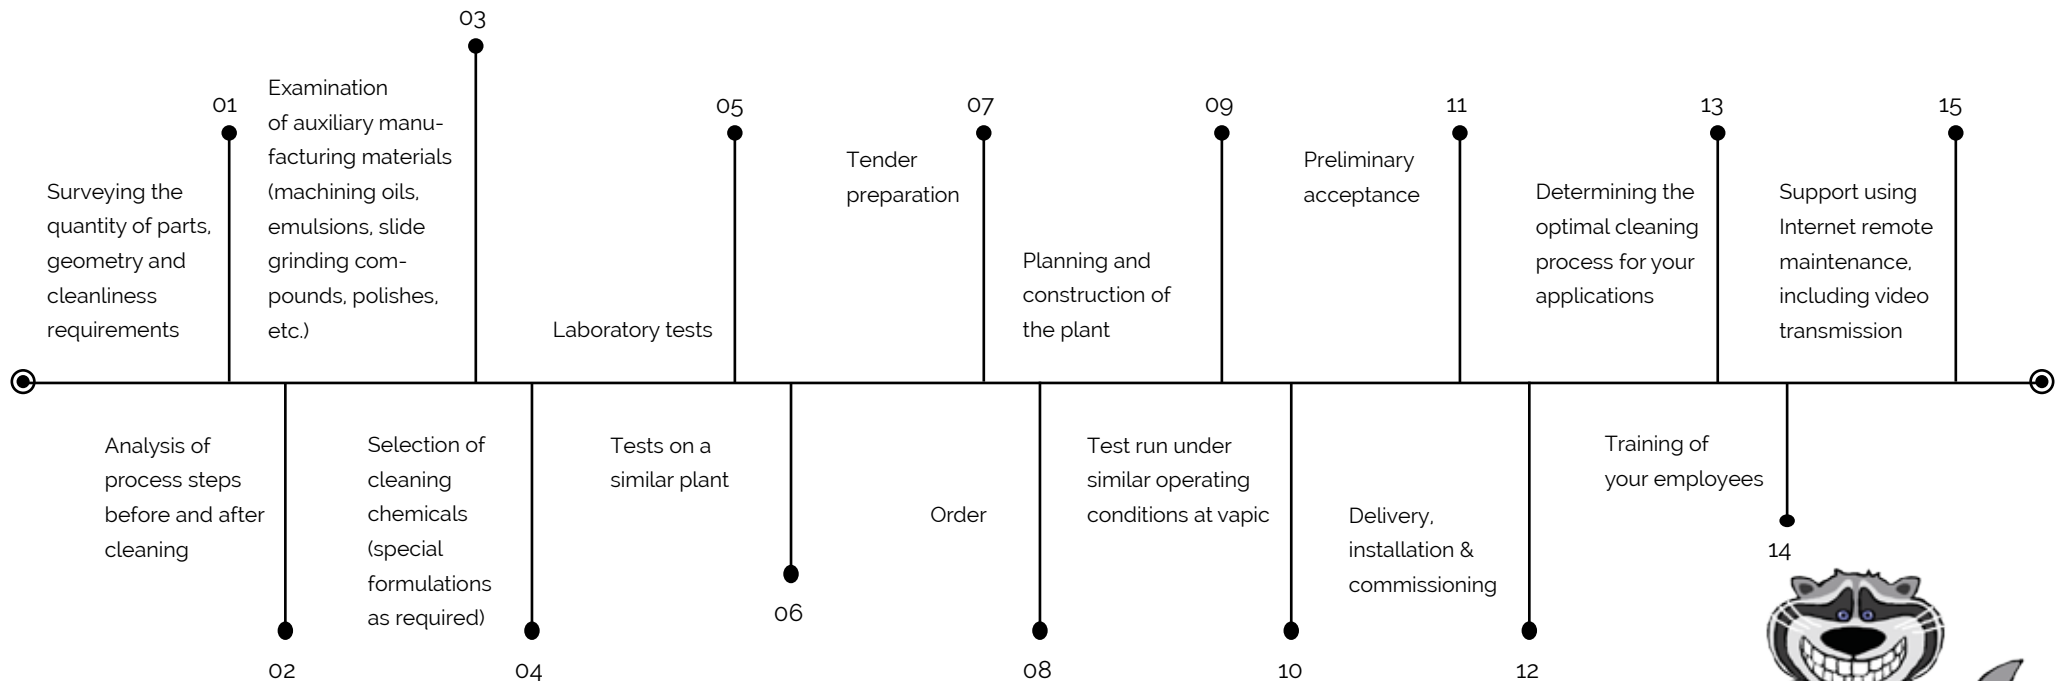 01
Surveying the
quantity of parts,
geometry and
cleanliness
requirements
02
Analysis of
process steps
before and after
cleaning
03
Examination
of auxiliary manu-
facturing materials
(machining oils,
emulsions, slide
grinding com-
pounds, polishes,
etc.)
04
Selection of
cleaning
chemicals
(special
formulations
as required)
05
Laboratory tests
06
Tests on a
similar plant
07
Tender
preparation
08
Order
09
Planning and
construction of
the plant
10
Test run under
similar operating
conditions at vapic
11
Preliminary
acceptance
12
Delivery,
installation &
commissioning
13
Determining the
optimal cleaning
process for your
applications
14
Training of
your employees
15
Support using
Internet remote
maintenance,
including video
transmission